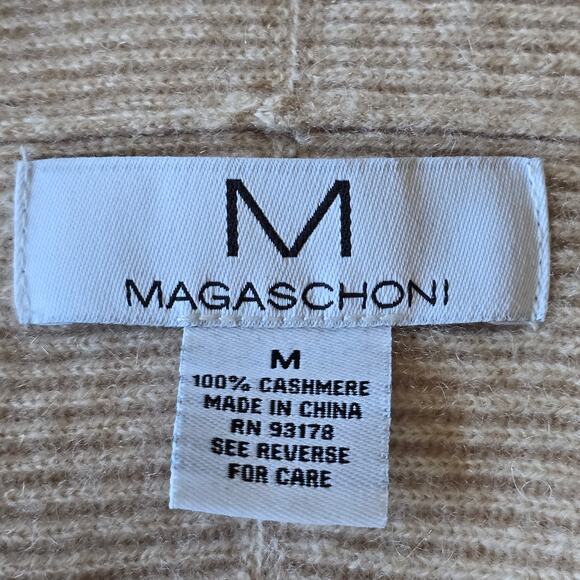 M
MAGASCHONI
M
100% CASHMERE
MADE IN CHINA
RN 93178
SEE REVERSE
FOR CARE